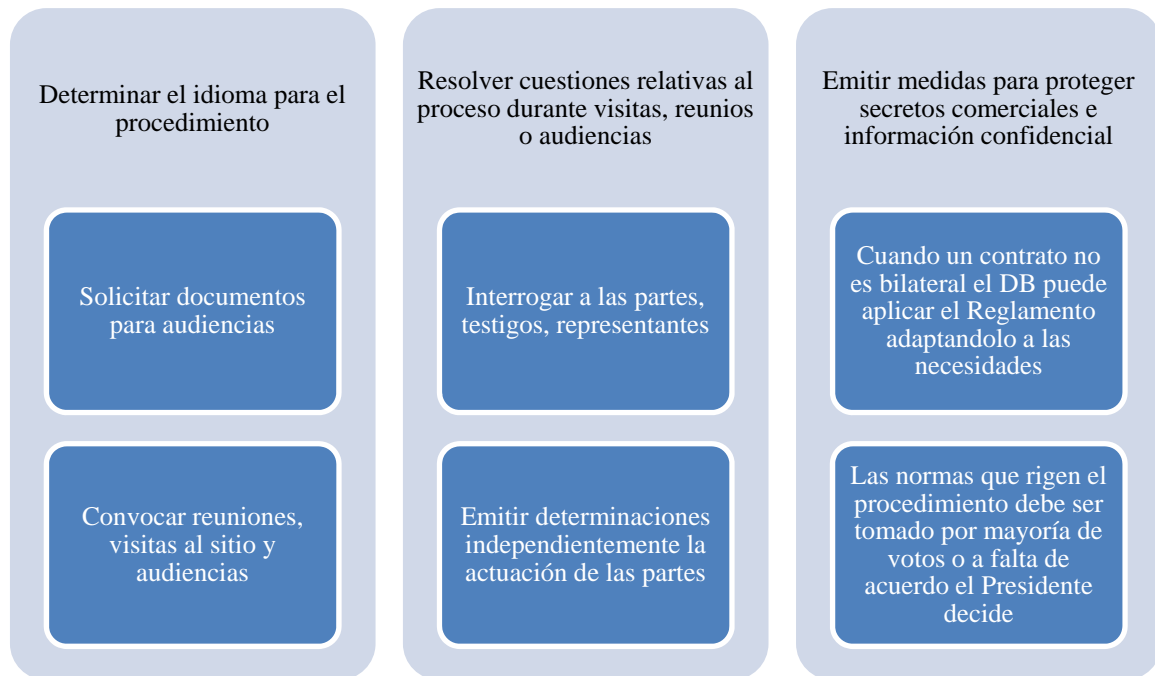 Determinar el idioma para el
procedimiento
Solicitar documentos
para audiencias
Convocar reuniones,
visitas al sitio y
audiencias
Resolver cuestiones relativas al
proceso durante visitas, reunios
o audiencias
Interrogar a las partes,
testigos, representantes
Emitir determinaciones
independientemente la
actuación de las partes
Emitir medidas para proteger
secretos comerciales e
información confidencial
Cuando un contrato no
es bilateral el DB puede
aplicar el Reglamento
adaptandolo a las
necesidades
Las normas que rigen el
procedimiento debe ser
tomado por mayoría de
votos o a falta de
acuerdo el Presidente
decide